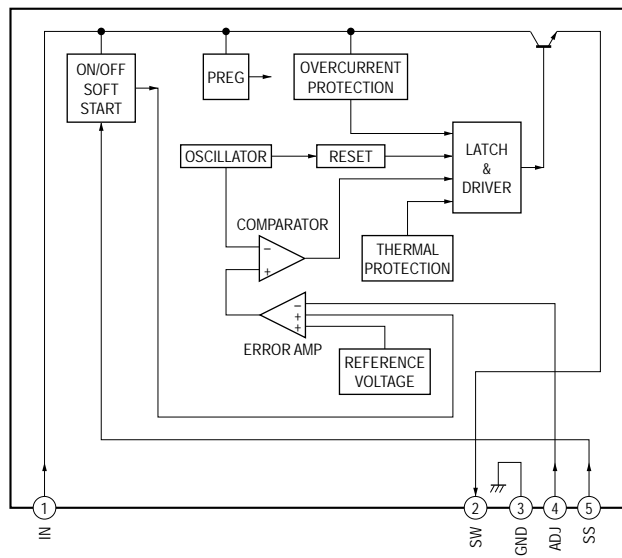 ON/OFF
SOFT
START
PREG
OVERCURRENT
PROTECTION
OSCILLATOR
RESET
LATCH
&
DRIVER
COMPARATOR
−
+
THERMAL
PROTECTION
−
+
+
ERROR AMP
REFERENCE
VOLTAGE
1
2
3
4
5
IN
SW
GND
ADJ
SS